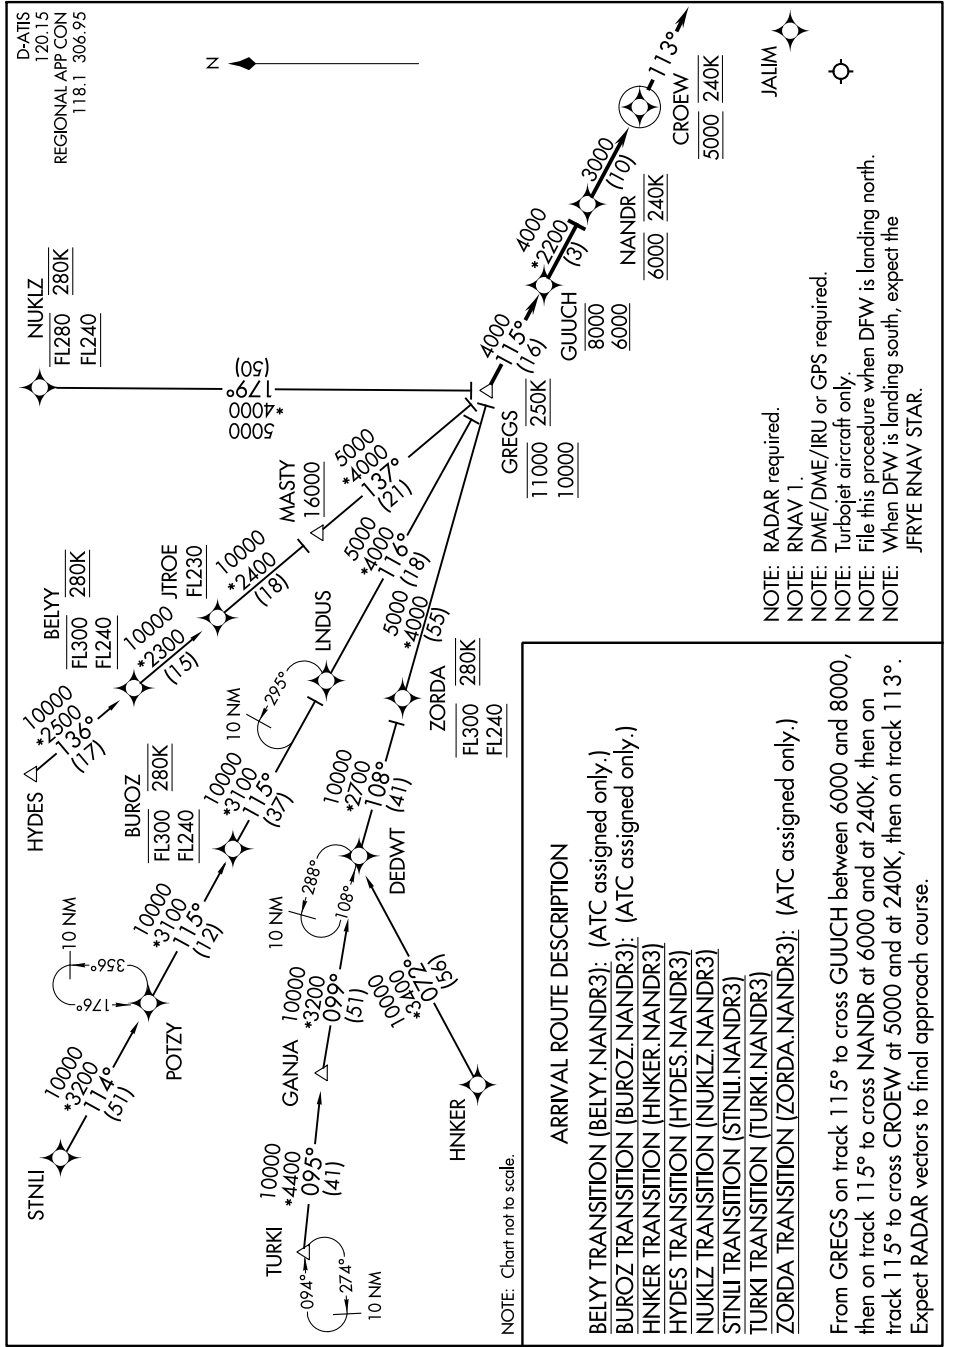 D-ATIS
120.15
REGIONAL APP CON
118.1 306.95
N
NUKLZ
FL280 280K
FL240
5000
*4000
179°
(50)
HYDES
10000
*2500
136°
(17)
BELYY
FL300 280K
FL240
10000
*2300
(15)
JTROE
FL230
10000
*2400
(18)
MASTY
16000
5000
*4000
137°
(21)
STNLI
10000
*3200
114°
(51)
POTZY
10 NM
356°
176°
10000
*3100
115°
(12)
BUROZ
FL300 280K
FL240
10000
*3100
115°
(37)
LNDUS
10 NM
295°
5000
*4000
116°
(18)
TURKI
094°
274°
10 NM
10000
*4400
095°
(41)
GANJA
10000
*3200
099°
(51)
HNKER
10000
*3400
072
(56)
DEDWT
10 NM
288°
108°
10000
*2700
108°
(41)
ZORDA
FL300 280K
FL240
5000
*4000
(55)
GREGS
11000 250K
10000
4000
115°
(16)
GUUCH
8000
6000
4000
*2200
(3)
NANDR
6000 240K
3000
(10)
CROEW
5000 240K
113°
JALIM
NOTE: Chart not to scale.
NOTE: RADAR required.
NOTE: RNAV 1.
NOTE: DME/DME/IRU or GPS required.
NOTE: Turbojet aircraft only.
NOTE: File this procedure when DFW is landing north.
NOTE: When DFW is landing south, expect the
JFRYE RNAV STAR.
ARRIVAL ROUTE DESCRIPTION
BELYY TRANSITION (BELYY.NANDR3): (ATC assigned only.)
BUROZ TRANSITION (BUROZ.NANDR3): (ATC assigned only.)
HNKER TRANSITION (HNKER.NANDR3)
HYDES TRANSITION (HYDES.NANDR3)
NUKLZ TRANSITION (NUKLZ.NANDR3)
STNLI TRANSITION (STNLI.NANDR3)
TURKI TRANSITION (TURKI.NANDR3)
ZORDA TRANSITION (ZORDA.NANDR3): (ATC assigned only.)
From GREGS on track 115° to cross GUUCH between 6000 and 8000,
then on track 115° to cross NANDR at 6000 and at 240K, then on
track 115° to cross CROEW at 5000 and at 240K, then on track 113°.
Expect RADAR vectors to final approach course.